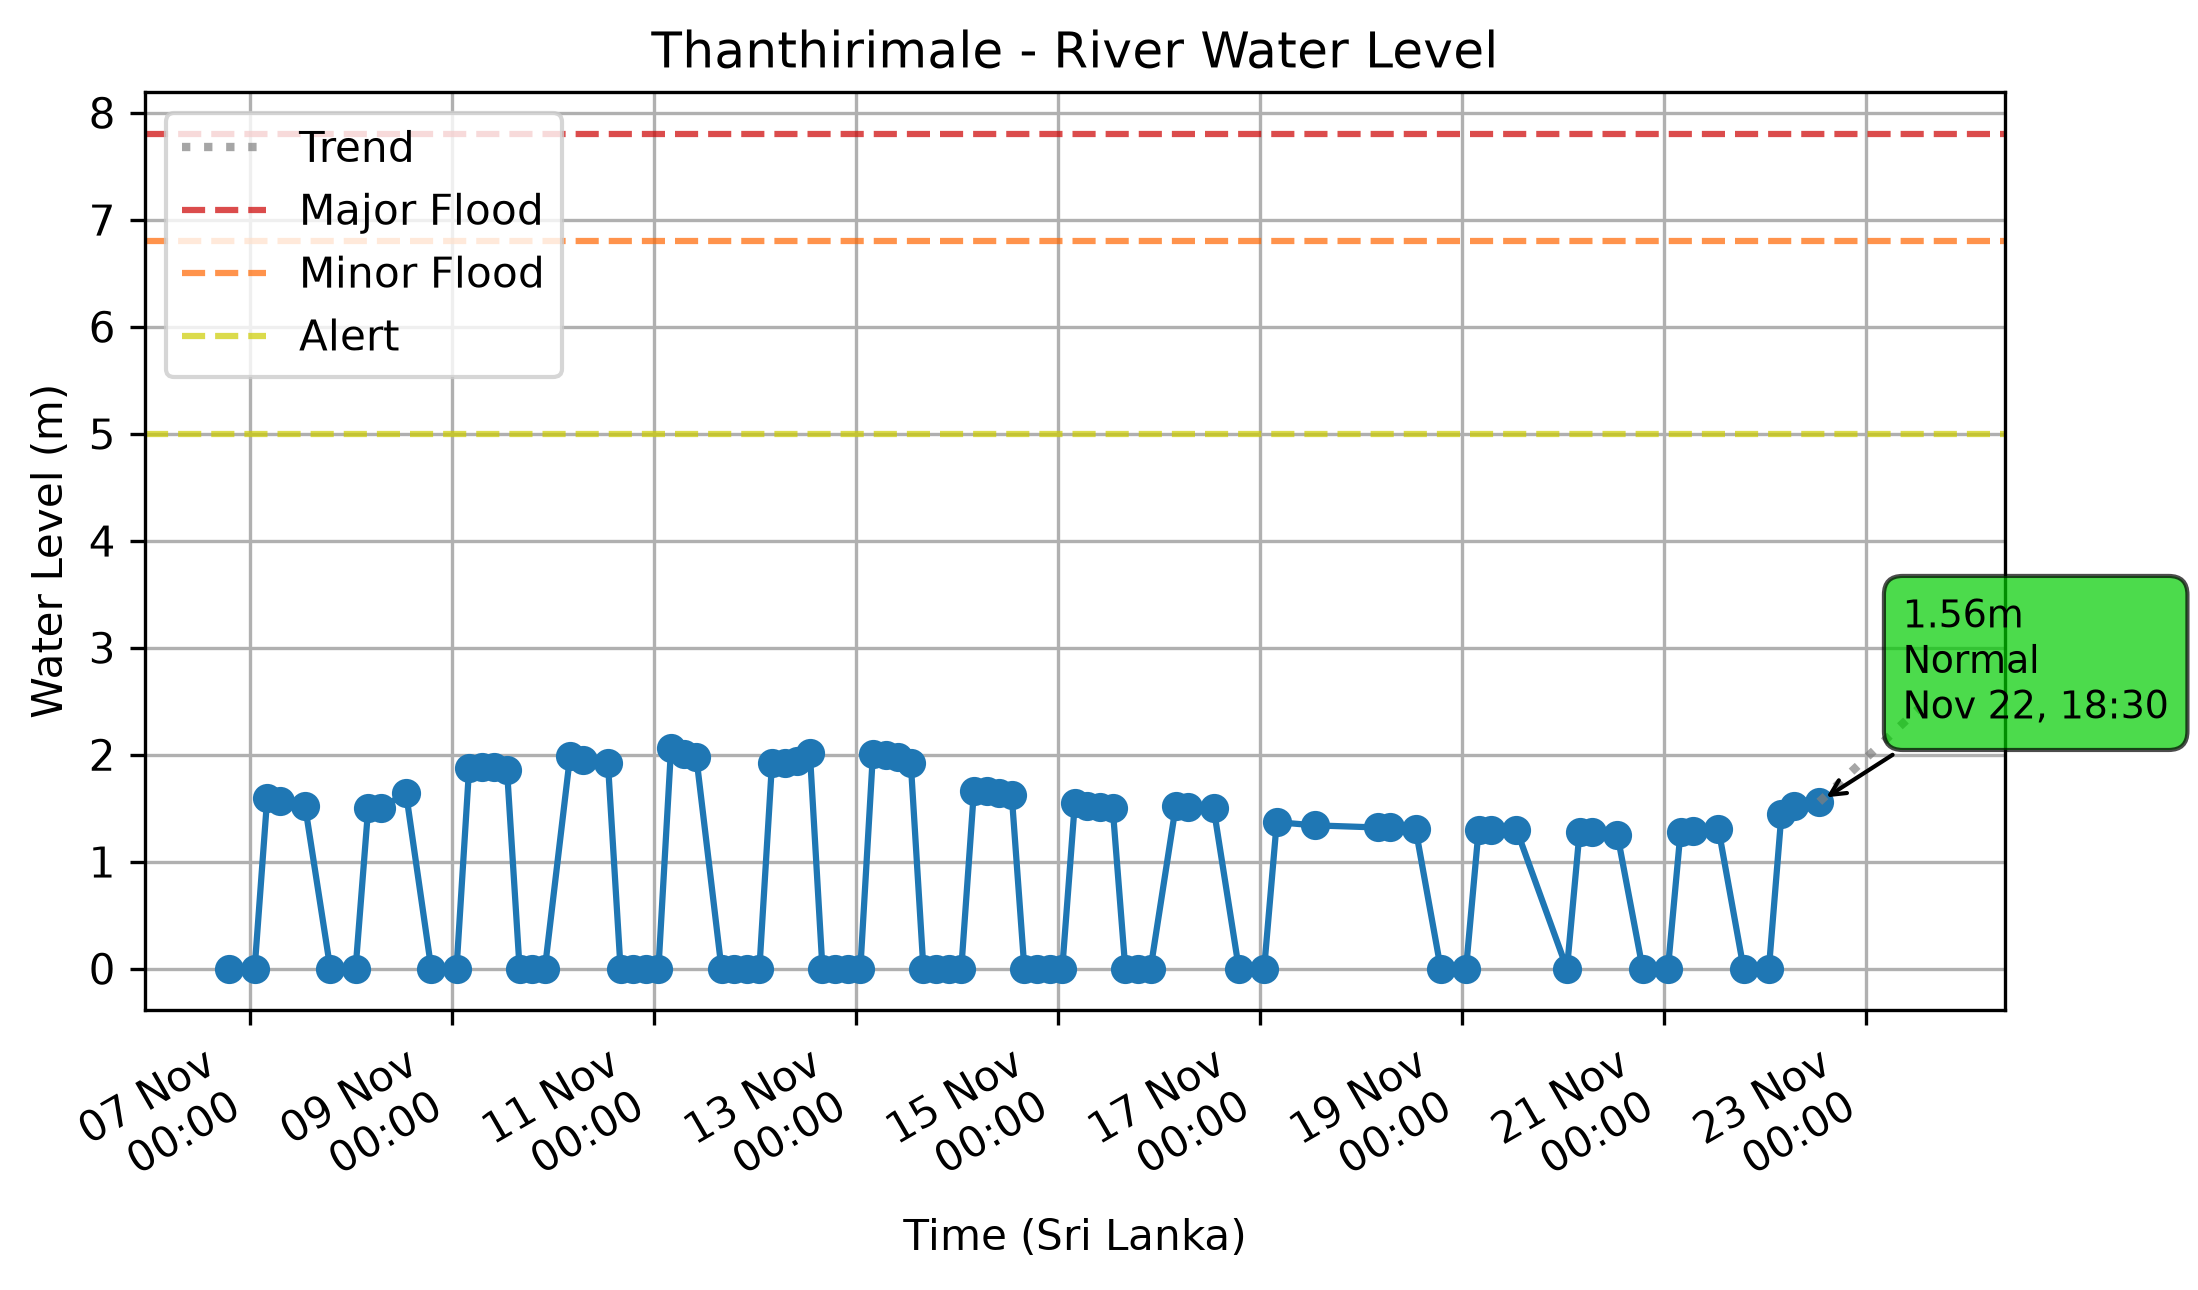 Thanthirimale - River Water Level
8
7
6
5
4
3
2
1
0
Water Level (m)
Trend
Major Flood
Minor Flood
Alert
1.56m
Normal
Nov 22, 18:30
07 Nov
00:00
09 Nov
00:00
11 Nov
00:00
13 Nov
00:00
15 Nov
00:00
17 Nov
00:00
19 Nov
00:00
21 Nov
00:00
23 Nov
00:00
Time (Sri Lanka)